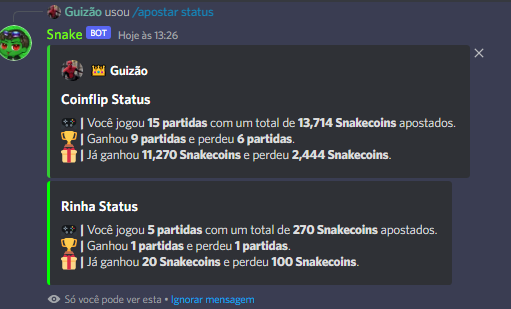 Guizão usou /apostar status
Snake BOT Hoje às 13:26
Guizão
Coinflip Status
| Você jogou 15 partidas com um total de 13,714 Snakecoins apostados.
| Ganhou 9 partidas e perdeu 6 partidas.
| Já ganhou 11,270 Snakecoins e perdeu 2,444 Snakecoins.
Rinha Status
| Você jogou 5 partidas com um total de 270 Snakecoins apostados.
| Ganhou 1 partidas e perdeu 1 partidas.
| Já ganhou 20 Snakecoins e perdeu 100 Snakecoins.
Só você pode ver esta • Ignorar mensagem